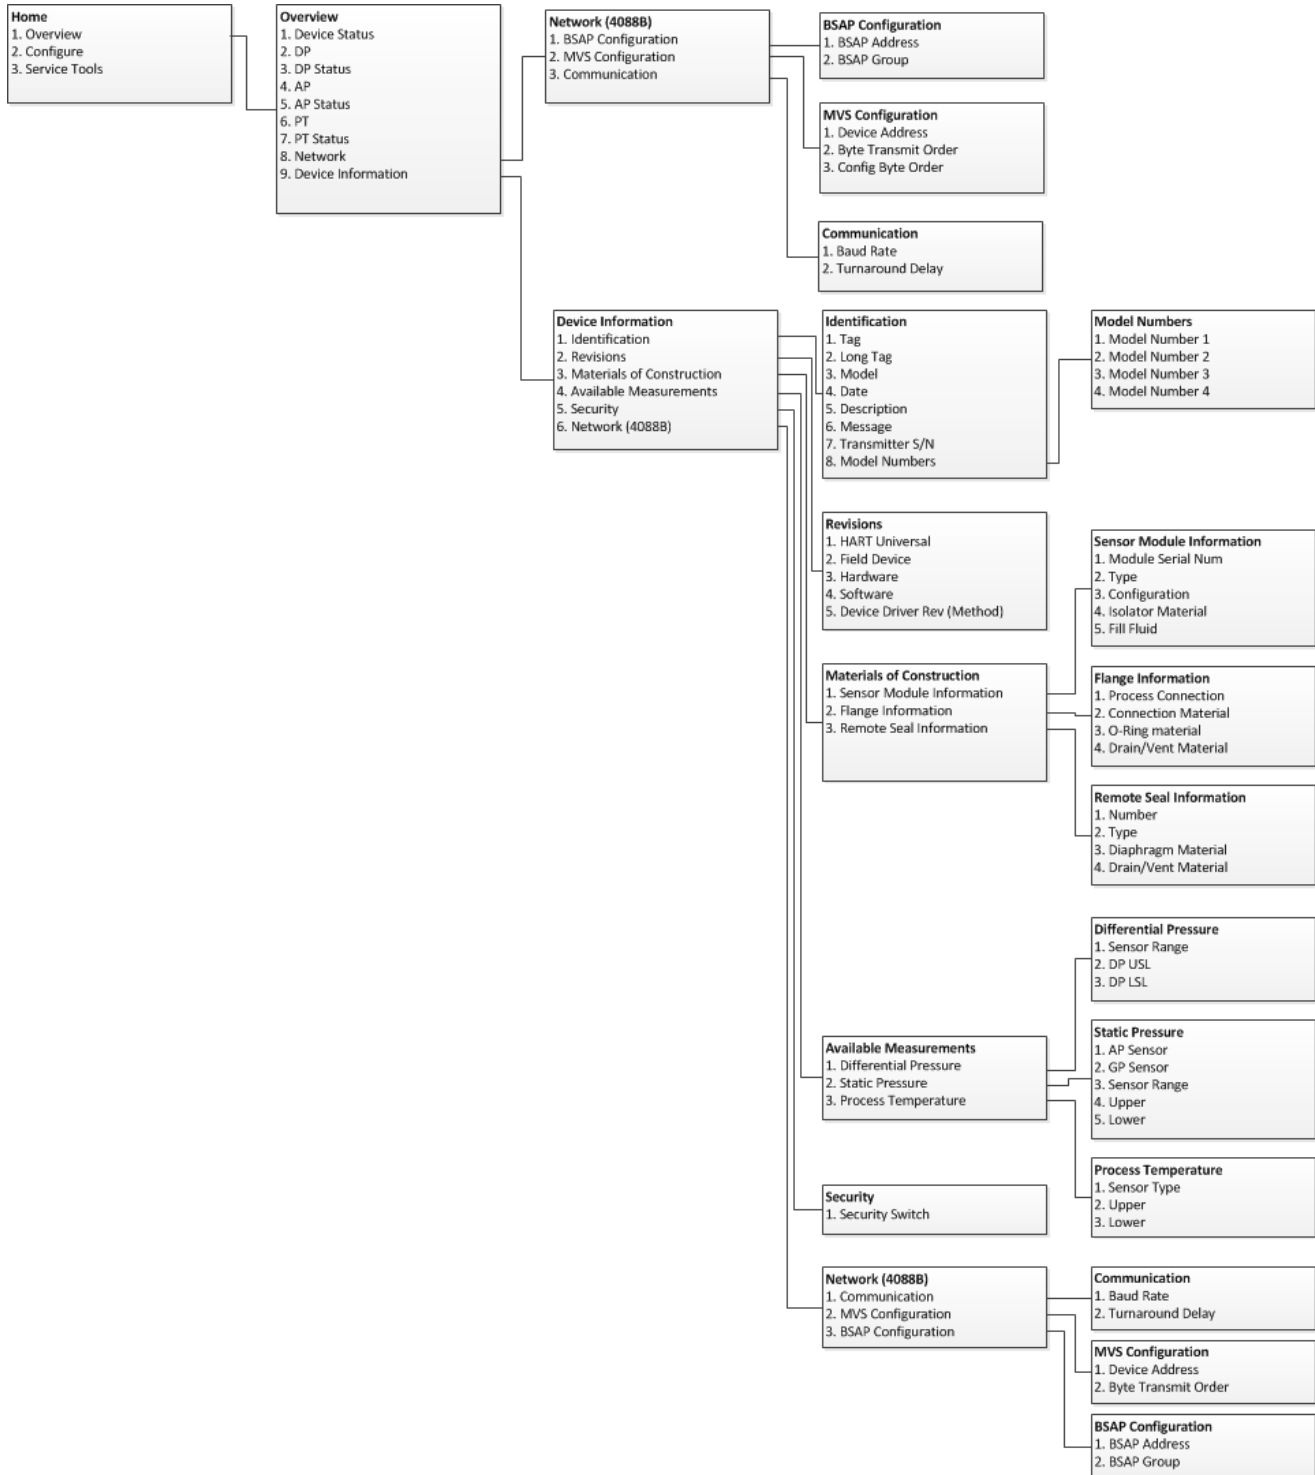 Home
1. Overview
2. Configure
3. Service Tools
Overview
1. Device Status
2. DP
3. DP Status
4. AP
5. AP Status
6. PT
7. PT Status
8. Network
9. Device Information
Network (4088B)
1. BSAP Configuration
2. MVS Configuration
3. Communication
BSAP Configuration
1. BSAP Address
2. BSAP Group
MVS Configuration
1. Device Address
2. Byte Transmit Order
3. Config Byte Order
Communication
1. Baud Rate
2. Turnaround Delay
Device Information
1. Identification
2. Revisions
3. Materials of Construction
4. Available Measurements
5. Security
6. Network (4088B)
Identification
1. Tag
2. Long Tag
3. Model
4. Date
5. Description
6. Message
7. Transmitter S/N
8. Model Numbers
Model Numbers
1. Model Number 1
2. Model Number 2
3. Model Number 3
4. Model Number 4
Revisions
1. HART Universal
2. Field Device
3. Hardware
4. Software
5. Device Driver Rev (Method)
Materials of Construction
1. Sensor Module Information
2. Flange Information
3. Remote Seal Information
Sensor Module Information
1. Module Serial Num
2. Type
3. Configuration
4. Isolator Material
5. Fill Fluid
Flange Information
1. Process Connection
2. Connection Material
3. O-Ring material
4. Drain/Vent Material
Remote Seal Information
1. Number
2. Type
3. Diaphragm Material
4. Drain/Vent Material
Available Measurements
1. Differential Pressure
2. Static Pressure
3. Process Temperature
Differential Pressure
1. Sensor Range
2. DP USL
3. DP LSL
Static Pressure
1. AP Sensor
2. GP Sensor
3. Sensor Range
4. Upper
5. Lower
Process Temperature
1. Sensor Type
2. Upper
3. Lower
Security
1. Security Switch
Network (4088B)
1. Communication
2. MVS Configuration
3. BSAP Configuration
Communication
1. Baud Rate
2. Turnaround Delay
MVS Configuration
1. Device Address
2. Byte Transmit Order
BSAP Configuration
1. BSAP Address
2. BSAP Group